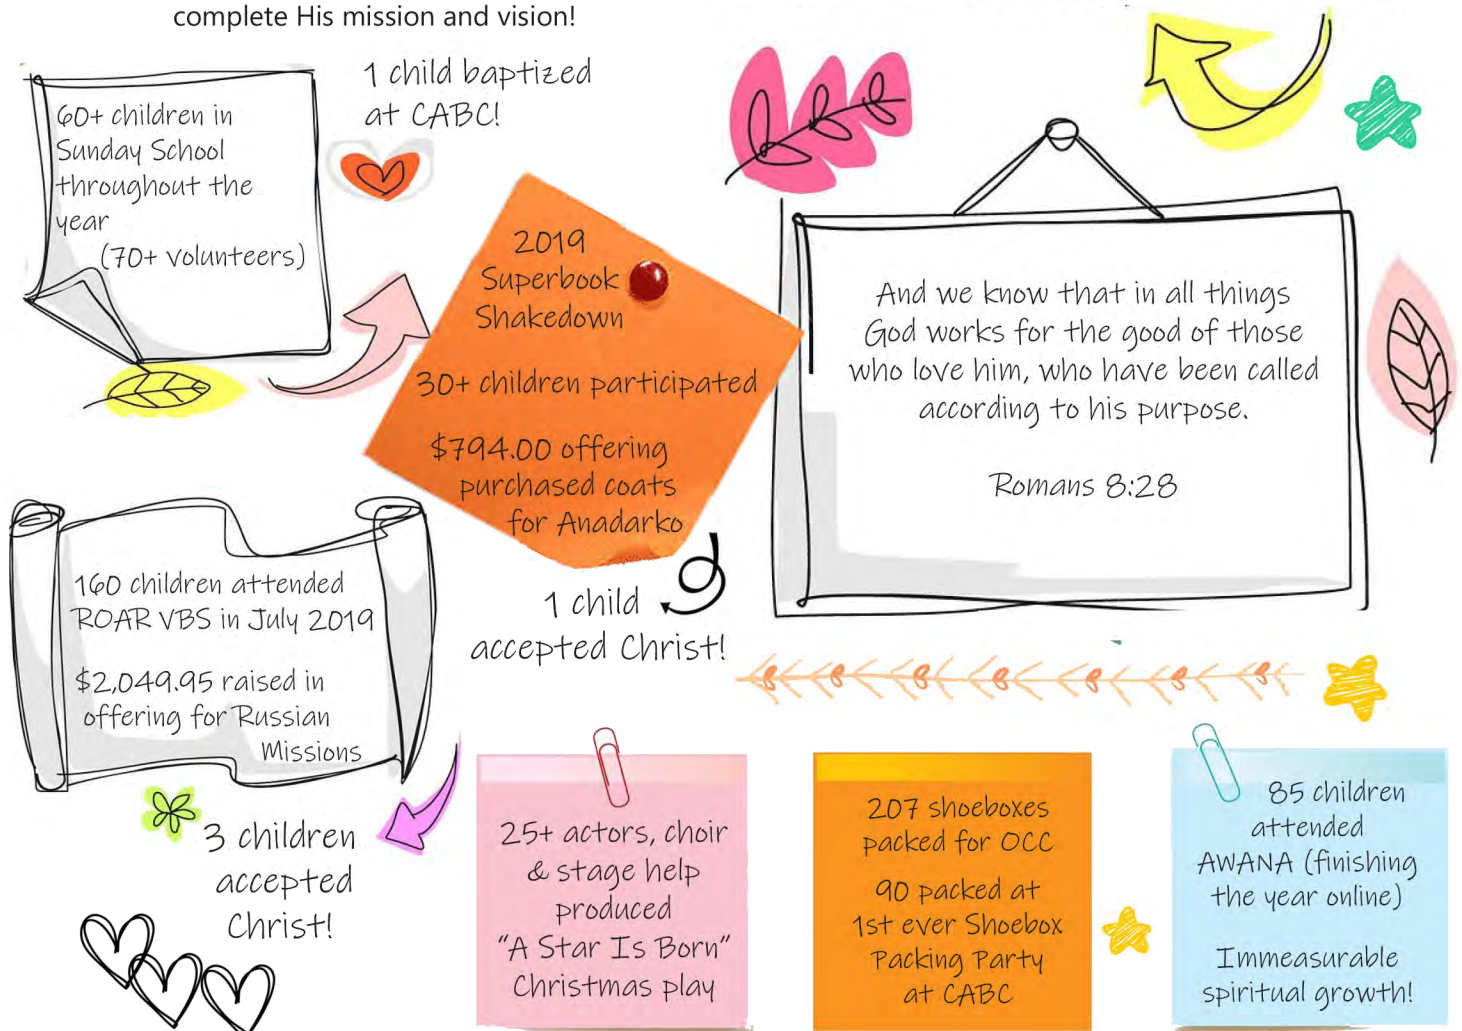 complete His mission and vision!
1 child baptized
at CABC!
60+ children in
Sunday School
throughout the
year
(70+ volunteers)
2019
Superbook
Shakedown
30+ children participated
$794.00 offering
purchased coats
for Anadarko
1 child
accepted Christ!
And we know that in all things
God works for the good of those
who love him, who have been called
according to his purpose.
Romans 8:28
160 children attended
ROAR VBS in July 2019
$2,049.95 raised in
offering for Russian
Missions
3 children
accepted
Christ!
25+ actors, choir
& stage help
produced
"A Star Is Born"
Christmas play
207 shoeboxes
packed for OCC
90 packed at
1st ever Shoebox
Packing Party
at CABC
85 children
attended
AWANA (finishing
the year online)
Immeasurable
spiritual growth!